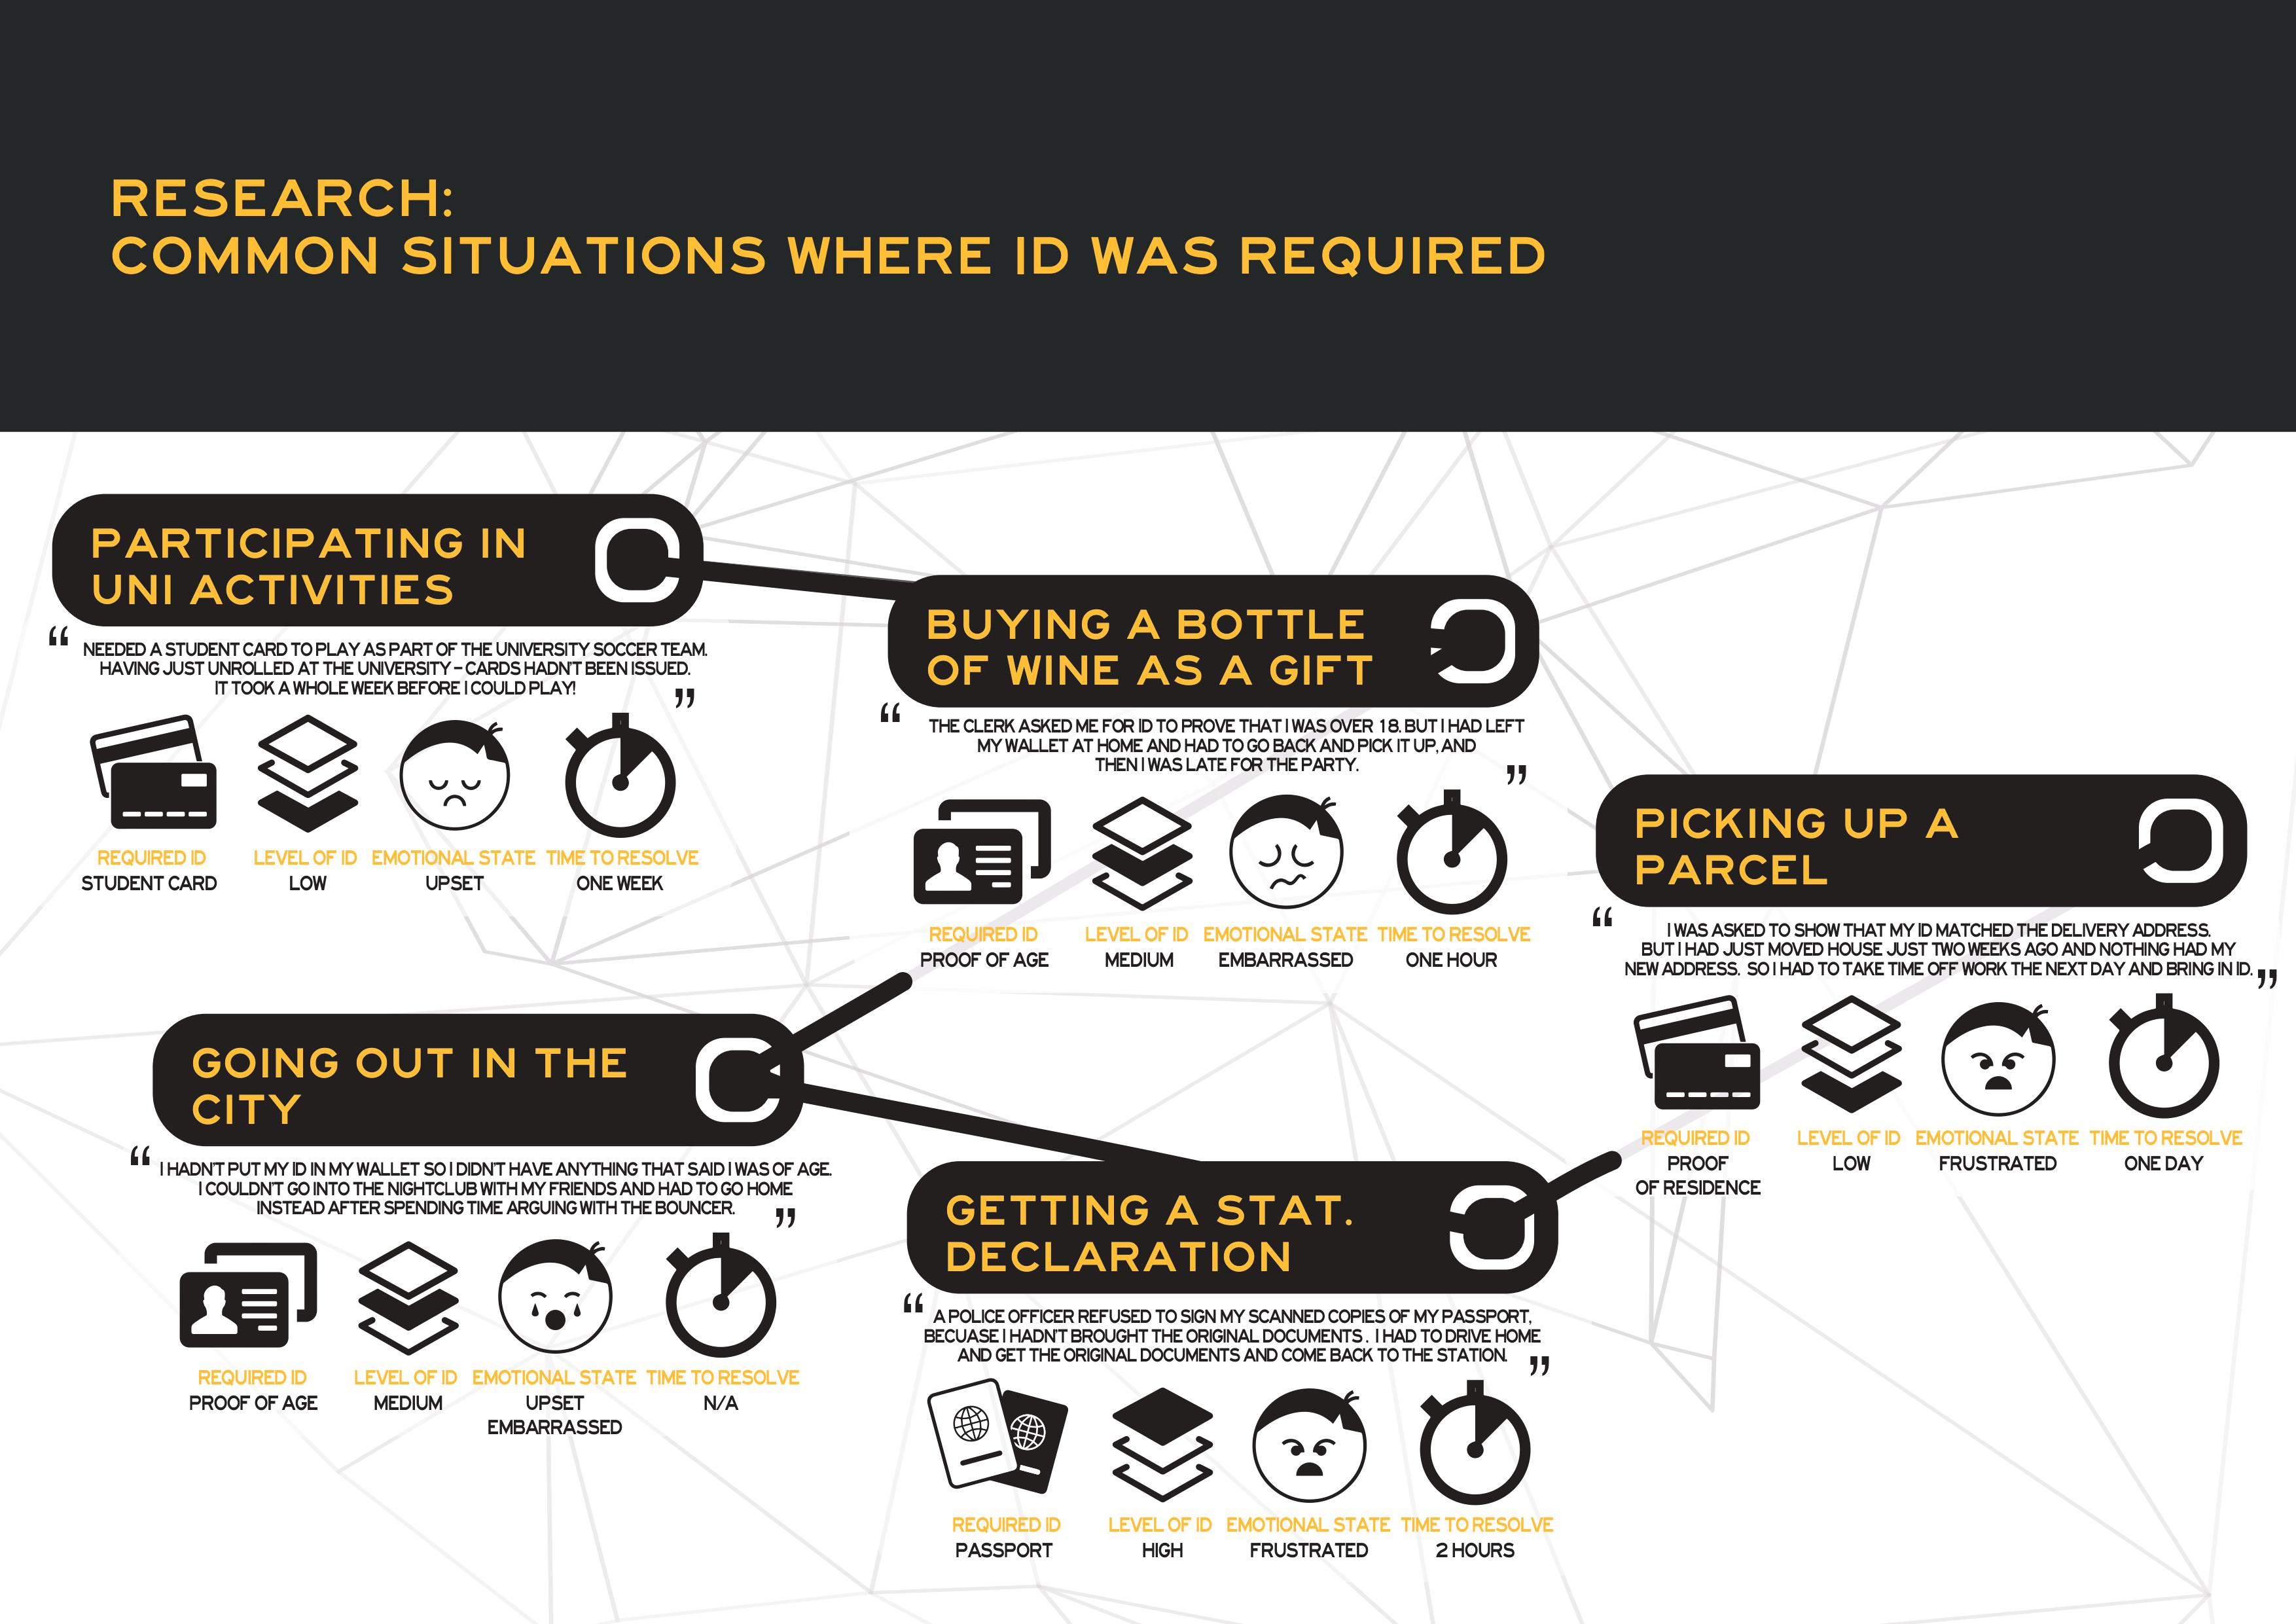 RESEARCH:
COMMON SITUATIONS WHERE ID WAS REQUIRED
PARTICIPATING IN
UNI ACTIVITIES
“ NEEDED A STUDENT CARD TO PLAY AS PART OF THE UNIVERSITY SOCCER TEAM.
HAVING JUST UNROLLED AT THE UNIVERSITY – CARDS HADN'T BEEN ISSUED.
IT TOOK A WHOLE WEEK BEFORE I COULD PLAY! ”
REQUIRED ID LEVEL OF ID EMOTIONAL STATE TIME TO RESOLVE
STUDENT CARD LOW UPSET ONE WEEK
BUYING A BOTTLE
OF WINE AS A GIFT
“ THE CLERK ASKED ME FOR ID TO PROVE THAT I WAS OVER 18. BUT I HAD LEFT
MY WALLET AT HOME AND HAD TO GO BACK AND PICK IT UP, AND
THEN I WAS LATE FOR THE PARTY. ”
REQUIRED ID LEVEL OF ID EMOTIONAL STATE TIME TO RESOLVE
PROOF OF AGE MEDIUM EMBARRASSED ONE HOUR
PICKING UP A
PARCEL
“ I WAS ASKED TO SHOW THAT MY ID MATCHED THE DELIVERY ADDRESS.
BUT I HAD JUST MOVED HOUSE JUST TWO WEEKS AGO AND NOTHING HAD MY
NEW ADDRESS. SO I HAD TO TAKE TIME OFF WORK THE NEXT DAY AND BRING IN ID. ”
REQUIRED ID LEVEL OF ID EMOTIONAL STATE TIME TO RESOLVE
PROOF LOW FRUSTRATED ONE DAY
OF RESIDENCE
GOING OUT IN THE
CITY
“ I HADN'T PUT MY ID IN MY WALLET SO I DIDN'T HAVE ANYTHING THAT SAID I WAS OF AGE.
I COULDN'T GO INTO THE NIGHTCLUB WITH MY FRIENDS AND HAD TO GO HOME
INSTEAD AFTER SPENDING TIME ARGUING WITH THE BOUNCER. ”
REQUIRED ID LEVEL OF ID EMOTIONAL STATE TIME TO RESOLVE
PROOF OF AGE MEDIUM UPSET N/A
EMBARRASSED
GETTING A STAT.
DECLARATION
“ A POLICE OFFICER REFUSED TO SIGN MY SCANNED COPIES OF MY PASSPORT,
BECUASE I HADN'T BROUGHT THE ORIGINAL DOCUMENTS . I HAD TO DRIVE HOME
AND GET THE ORIGINAL DOCUMENTS AND COME BACK TO THE STATION. ”
REQUIRED ID LEVEL OF ID EMOTIONAL STATE TIME TO RESOLVE
PASSPORT HIGH FRUSTRATED 2 HOURS